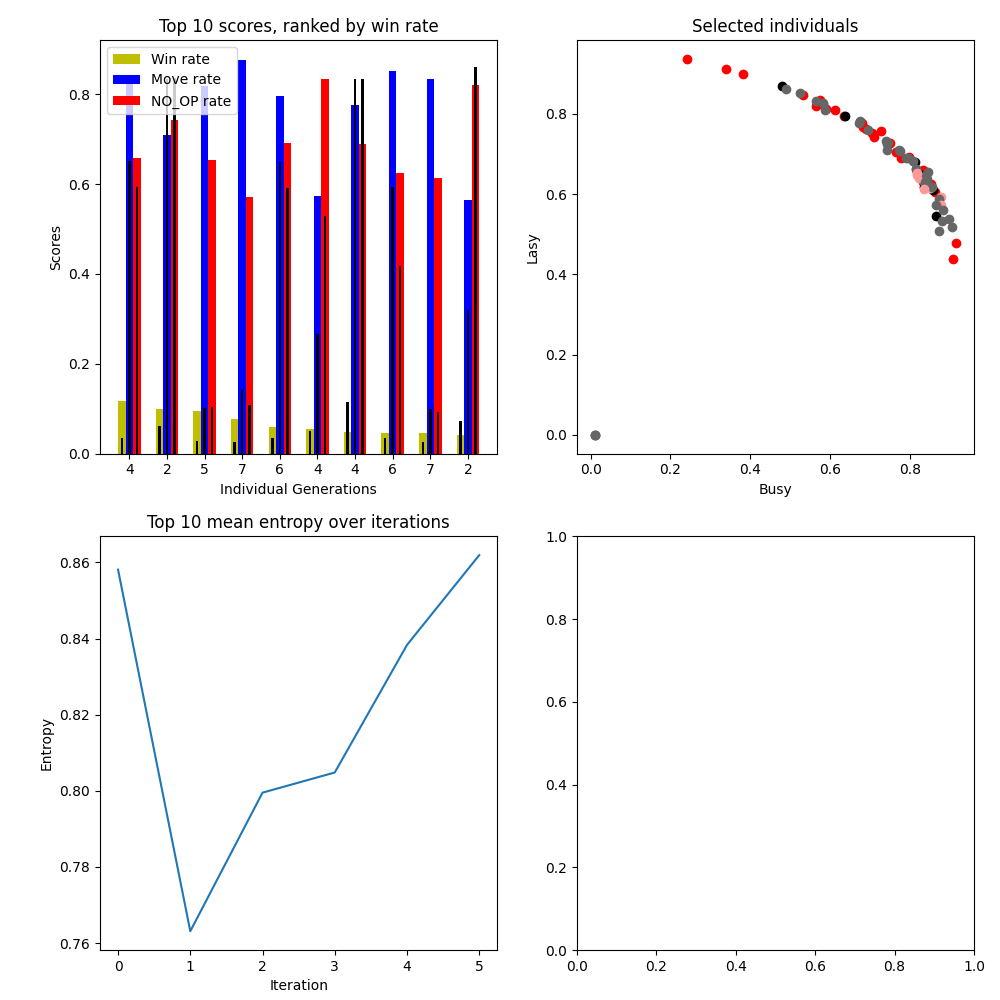 Top 10 scores, ranked by win rate
Win rate
Move rate
NO_OP rate
0.8
0.6
0.4
0.2
0.0
Scores
4 2 5 7 6 4 4 6 7 2
Individual Generations
Selected individuals
0.8
0.6
0.4
0.2
0.0
Lasy
0.0 0.2 0.4 0.6 0.8
Busy
Top 10 mean entropy over iterations
0.86
0.84
0.82
0.80
0.78
0.76
Entropy
0 1 2 3 4 5
Iteration
1.0
0.8
0.6
0.4
0.2
0.0
0.0 0.2 0.4 0.6 0.8 1.0